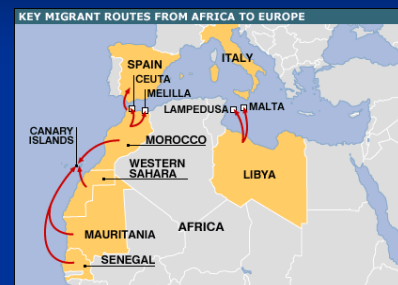 KEY MIGRANT ROUTES FROM AFRICA TO EUROPE
SPAIN
ITALY
CEUTA
MELILLA
LAMPEDUSA
MALTA
CANARY
ISLANDS
MOROCCO
WESTERN
SAHARA
LIBYA
MAURITANIA
AFRICA
SENEGAL